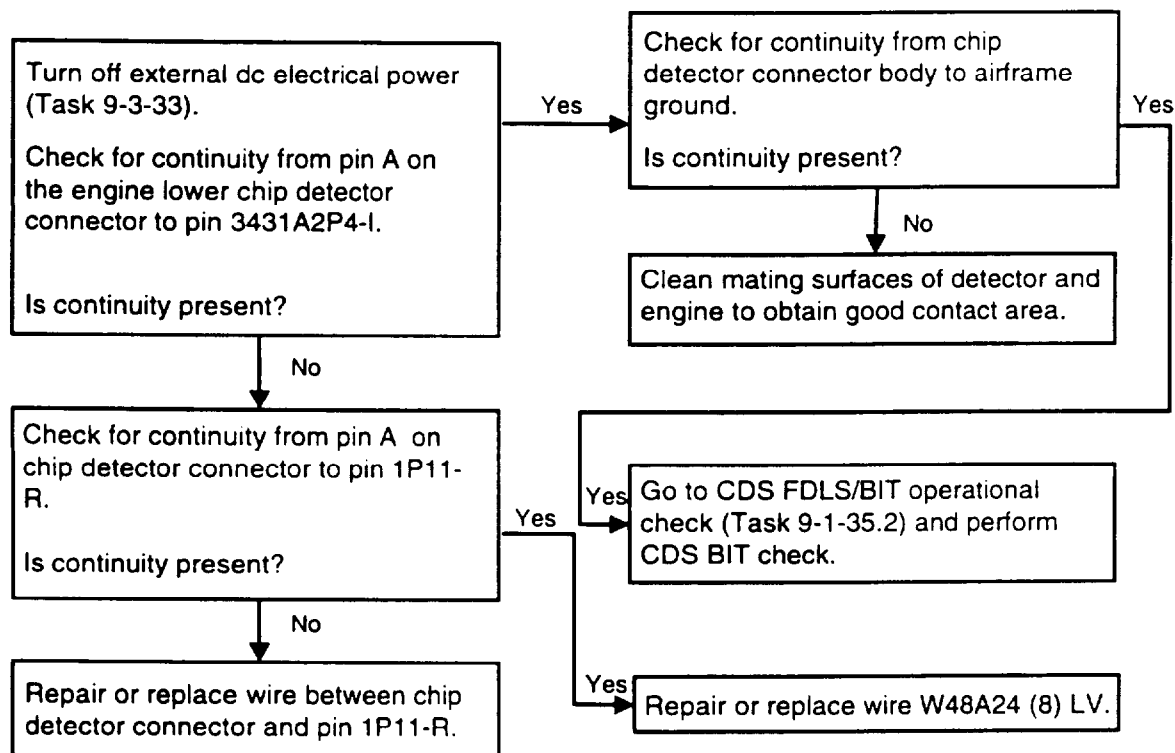 Turn off external dc electrical power
(Task 9-3-33).
Check for continuity from pin A on
the engine lower chip detector
connector to pin 3431A2P4-I.
Is continuity present?
Yes
Check for continuity from chip
detector connector body to airframe
ground.
Is continuity present?
Yes
No
Clean mating surfaces of detector and
engine to obtain good contact area.
No
Check for continuity from pin A on
chip detector connector to pin 1P11-
R.
Is continuity present?
Yes
Yes
Go to CDS FDLS/BIT operational
check (Task 9-1-35.2) and perform
CDS BIT check.
No
Repair or replace wire between chip
detector connector and pin 1P11-R.
Yes
Repair or replace wire W48A24 (8) LV.